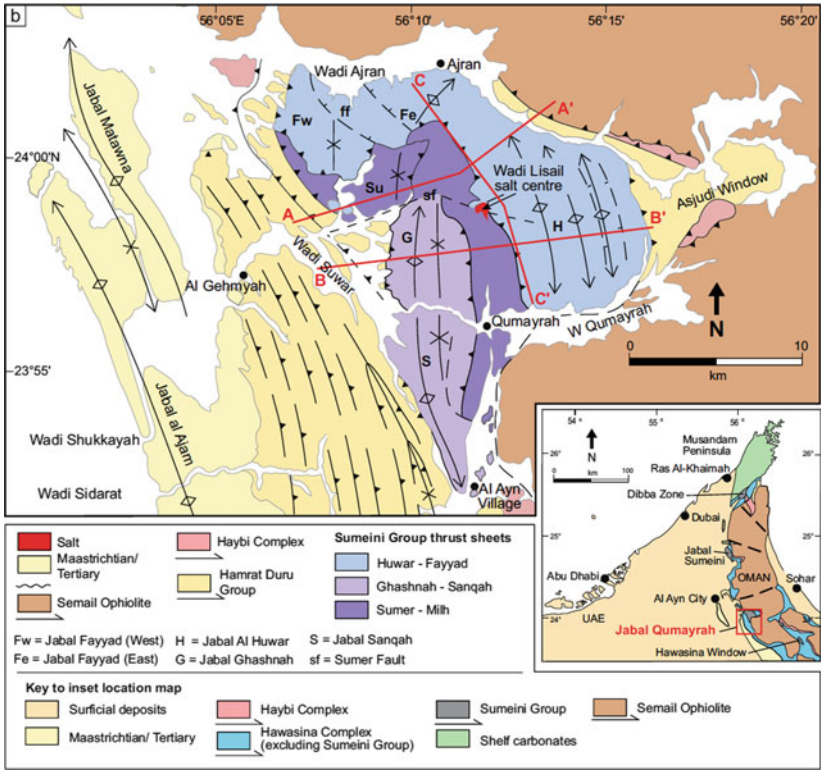 b
56°05'E
56°10'
56°15'
56°20'
Wadi Ajran
Ajran
C
A'
Jabal Matawna
Fw
ff
Fe
24°00'N
Su
Wadi Lisail
salt centre
sf
A
Asjudi Window
B'
G
H
Wadi Suwar
B
Al Gehmyah
C'
Qumayrah
W Qumayrah
N
0
10
km
23°55'
S
Jabal al Ajam
Wadi Shukkayah
Wadi Sidarat
Al Ayn
Village
54
55
56
N
0 km 100
Musandam
Peninsula
26°
26°
Ras Al-Khaimah
Dibba Zone
Dubai
25°
25°
Jabal
Sumeini
Abu Dhabi
OMAN
Sohar
Al Ayn City
24°
24°
UAE
Jabal Qumayrah
Hawasina Window
Salt
Maastrichtian/
Tertiary
Semail Ophiolite
Haybi Complex
Hamrat Duru
Group
Sumeini Group thrust sheets
Huwar - Fayyad
Ghashnah - Sanqah
Sumer - Milh
Fw = Jabal Fayyad (West) H Jabal Al Huwar S = Jabal Sanqah
Fe = Jabal Fayyad (East) G = Jabal Ghashnah sf = Sumer Fault
Key to inset location map
Surficial deposits
Maastrichtian/ Tertiary
Haybi Complex
Hawasina Complex
(excluding Sumeini Group)
Sumeini Group
Shelf carbonates
Semail Ophiolite